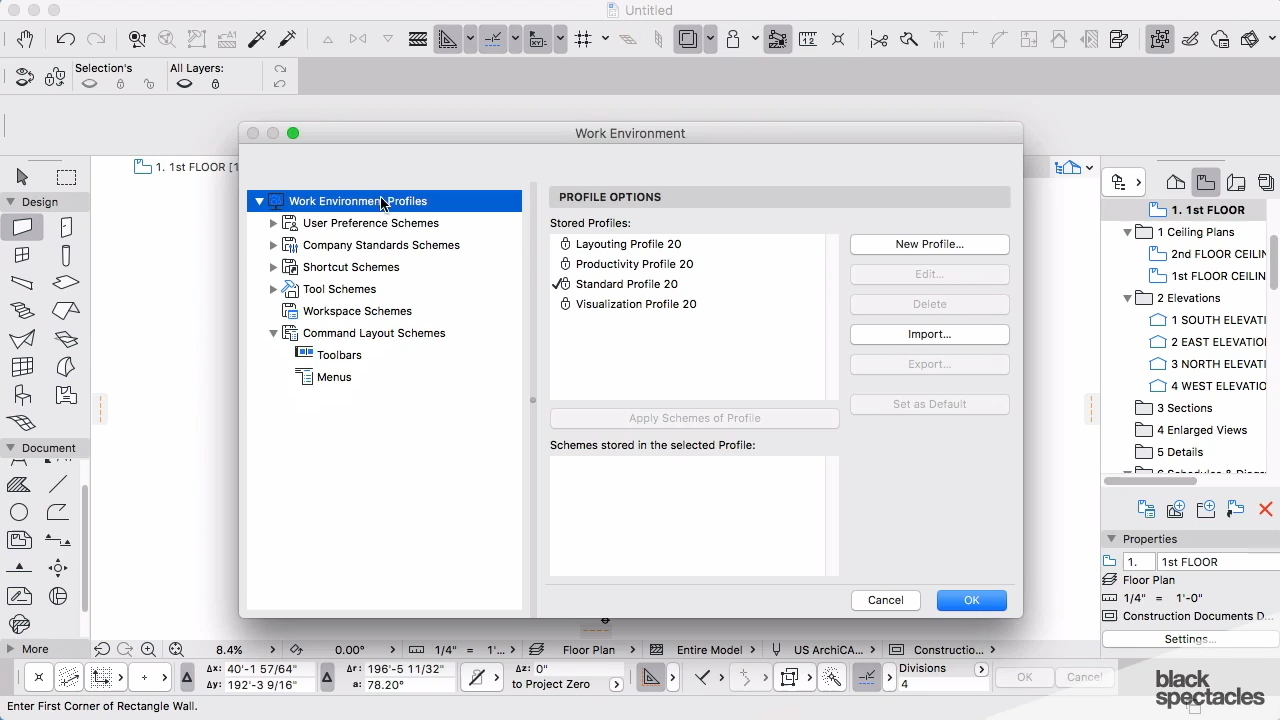 Untitled
Selection's
All Layers:
1. 1st FLOOR [1
Design
Document
More
Work Environment
Work Environment Profiles
User Preference Schemes
Company Standards Schemes
Shortcut Schemes
Tool Schemes
Workspace Schemes
Command Layout Schemes
Toolbars
Menus
PROFILE OPTIONS
Stored Profiles:
Layouting Profile 20
Productivity Profile 20
Standard Profile 20
Visualization Profile 20
New Profile...
Edit...
Delete
Import...
Export...
Set as Default
Apply Schemes of Profile
Schemes stored in the selected Profile:
Cancel
OK
1. 1st FLOOR
1 Ceiling Plans
2nd FLOOR CEILIN
1st FLOOR CEILIN
2 Elevations
1 SOUTH ELEVATI
2 EAST ELEVATIO
3 NORTH ELEVAT
4 WEST ELEVATIO
3 Sections
4 Enlarged Views
5 Details
6 Schedules & Diagr
Properties
1.
1st FLOOR
Floor Plan
1/4" = 1'-0"
Construction Documents D...
Settings...
8.4%
0.00°
1/4" = 1'...
Floor Plan
Entire Model
US ArchiCA...
Constructio...
Δx: 40'-1 57/64"
Δy: 192'-3 9/16"
Δr: 196'-5 11/32"
a: 78.20°
Δz: 0"
to Project Zero
Divisions
4
OK
Cancel
Enter First Corner of Rectangle Wall.
black
spectacles